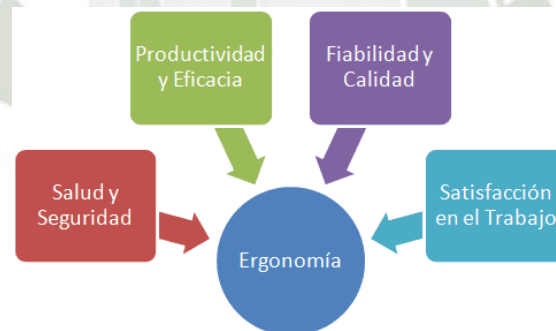 Productividad
y Eficacia
Fiabilidad y
Calidad
Salud y
Seguridad
Satisfacción
en el Trabajo
Ergonomía